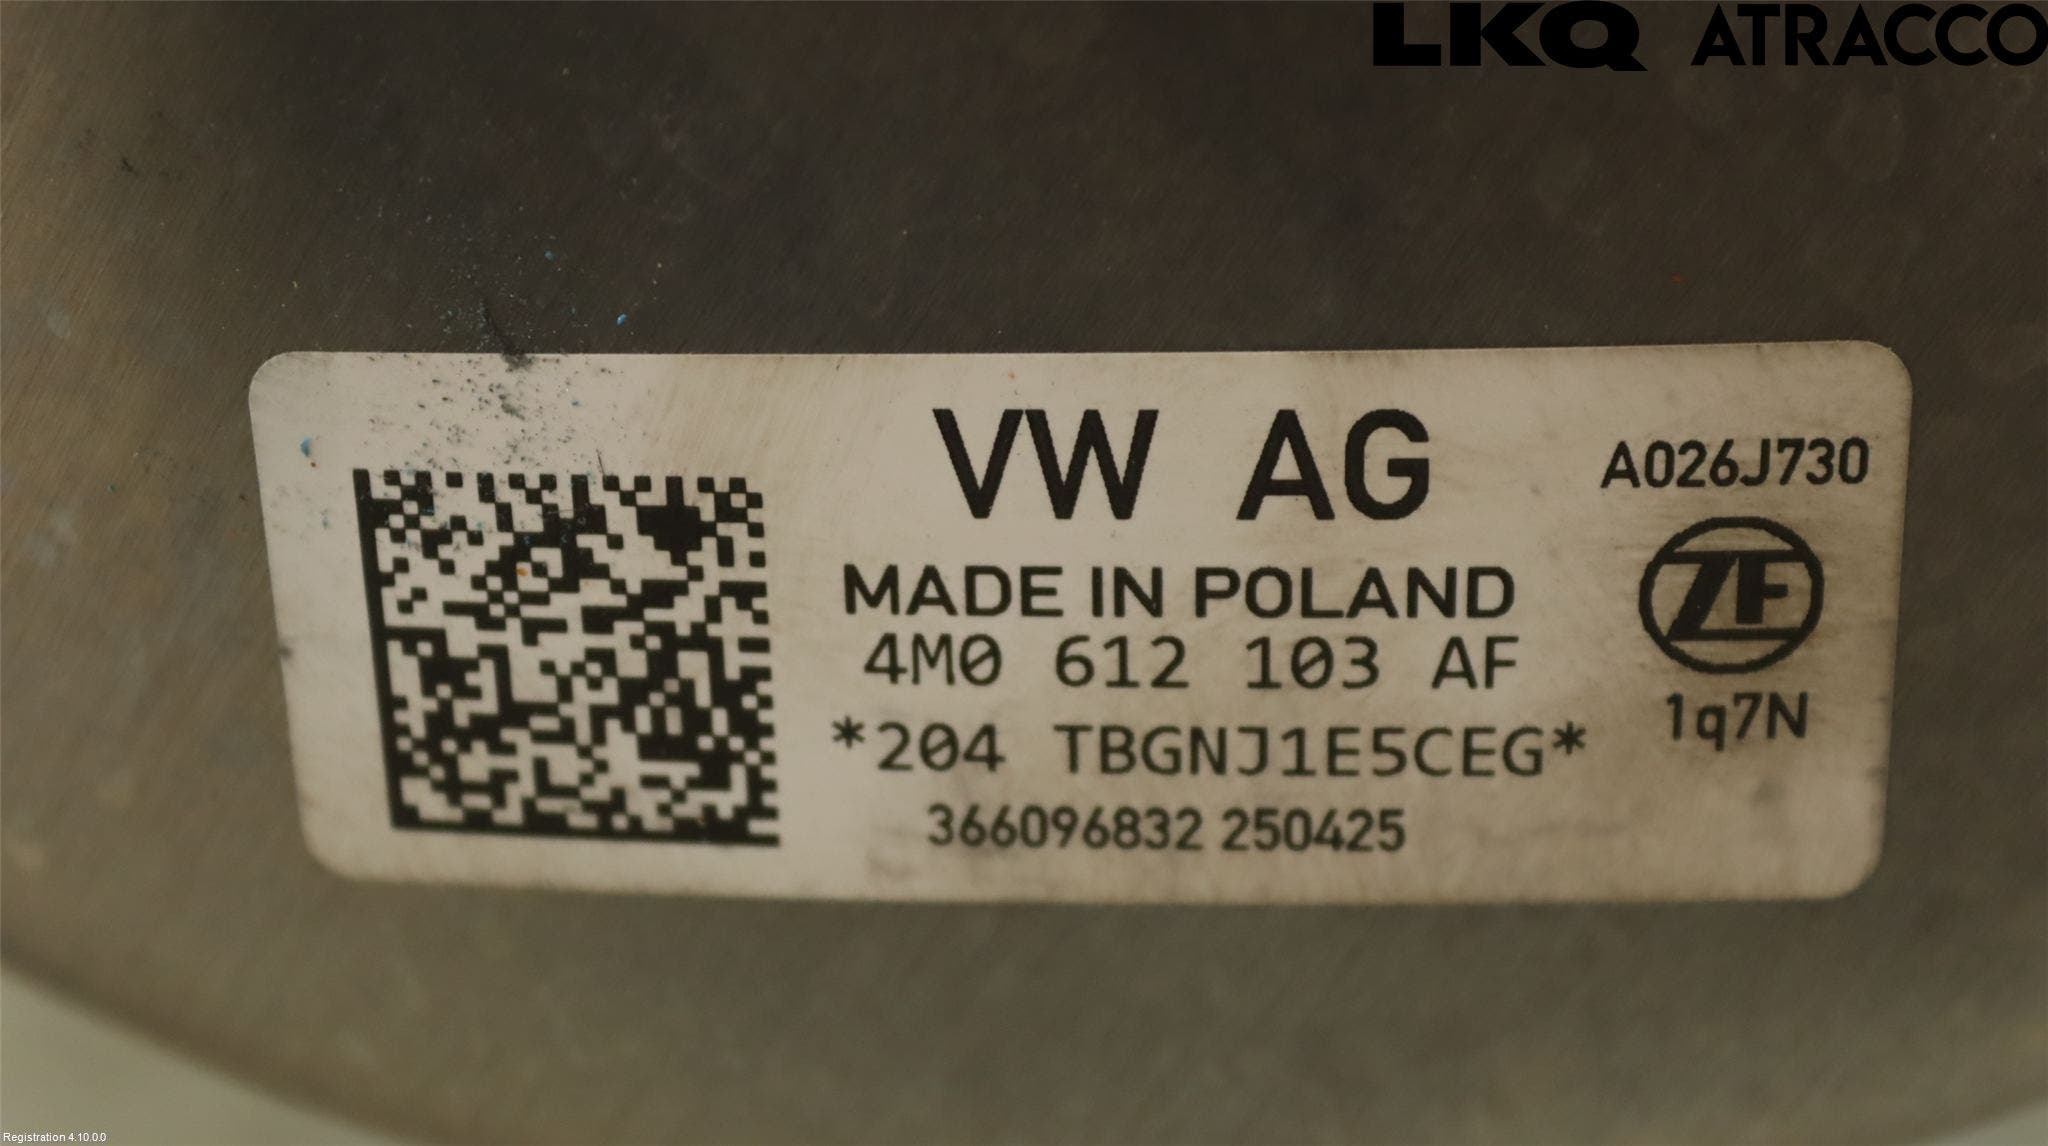 LKQ ATRACCO
VW AG
A026J730
ZF
MADE IN POLAND
4M0 612 103 AF
1q7N
*204 TBGNJ1E5CEG*
366096832 250425
Registration 4.10.0.0